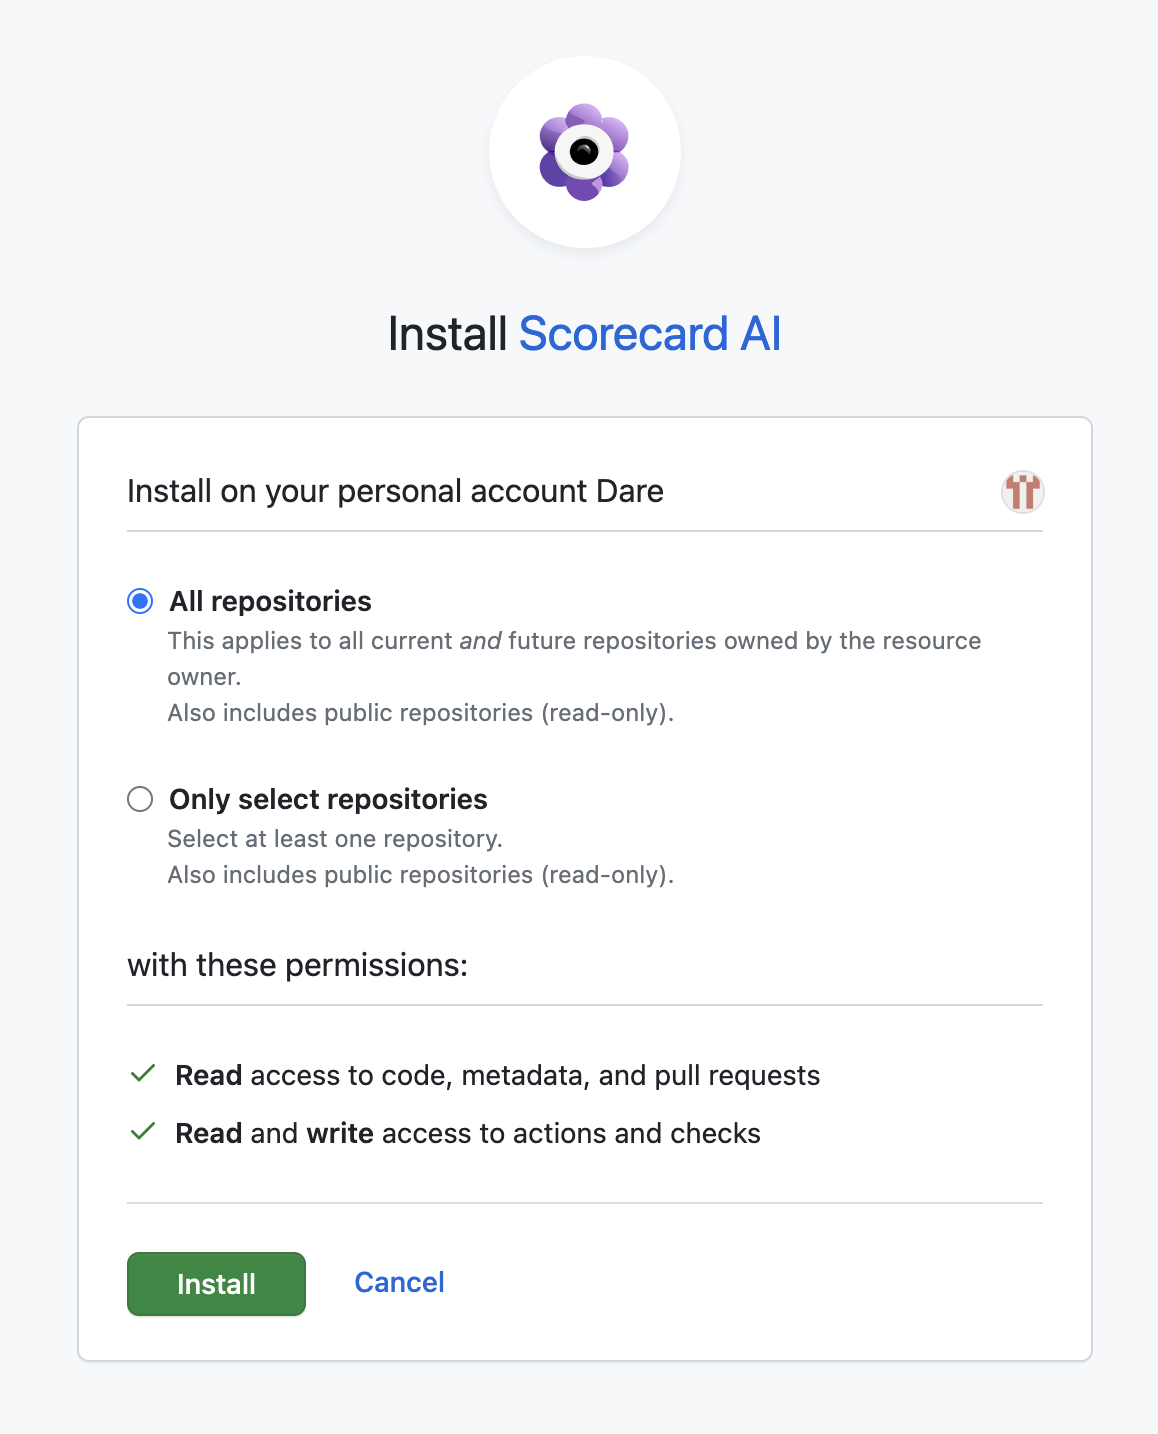 Install Scorecard AI
Install on your personal account Dare
All repositories
This applies to all current and future repositories owned by the resource
owner.
Also includes public repositories (read-only).
Only select repositories
Select at least one repository.
Also includes public repositories (read-only).
with these permissions:
Read access to code, metadata, and pull requests
Read and write access to actions and checks
Install
Cancel